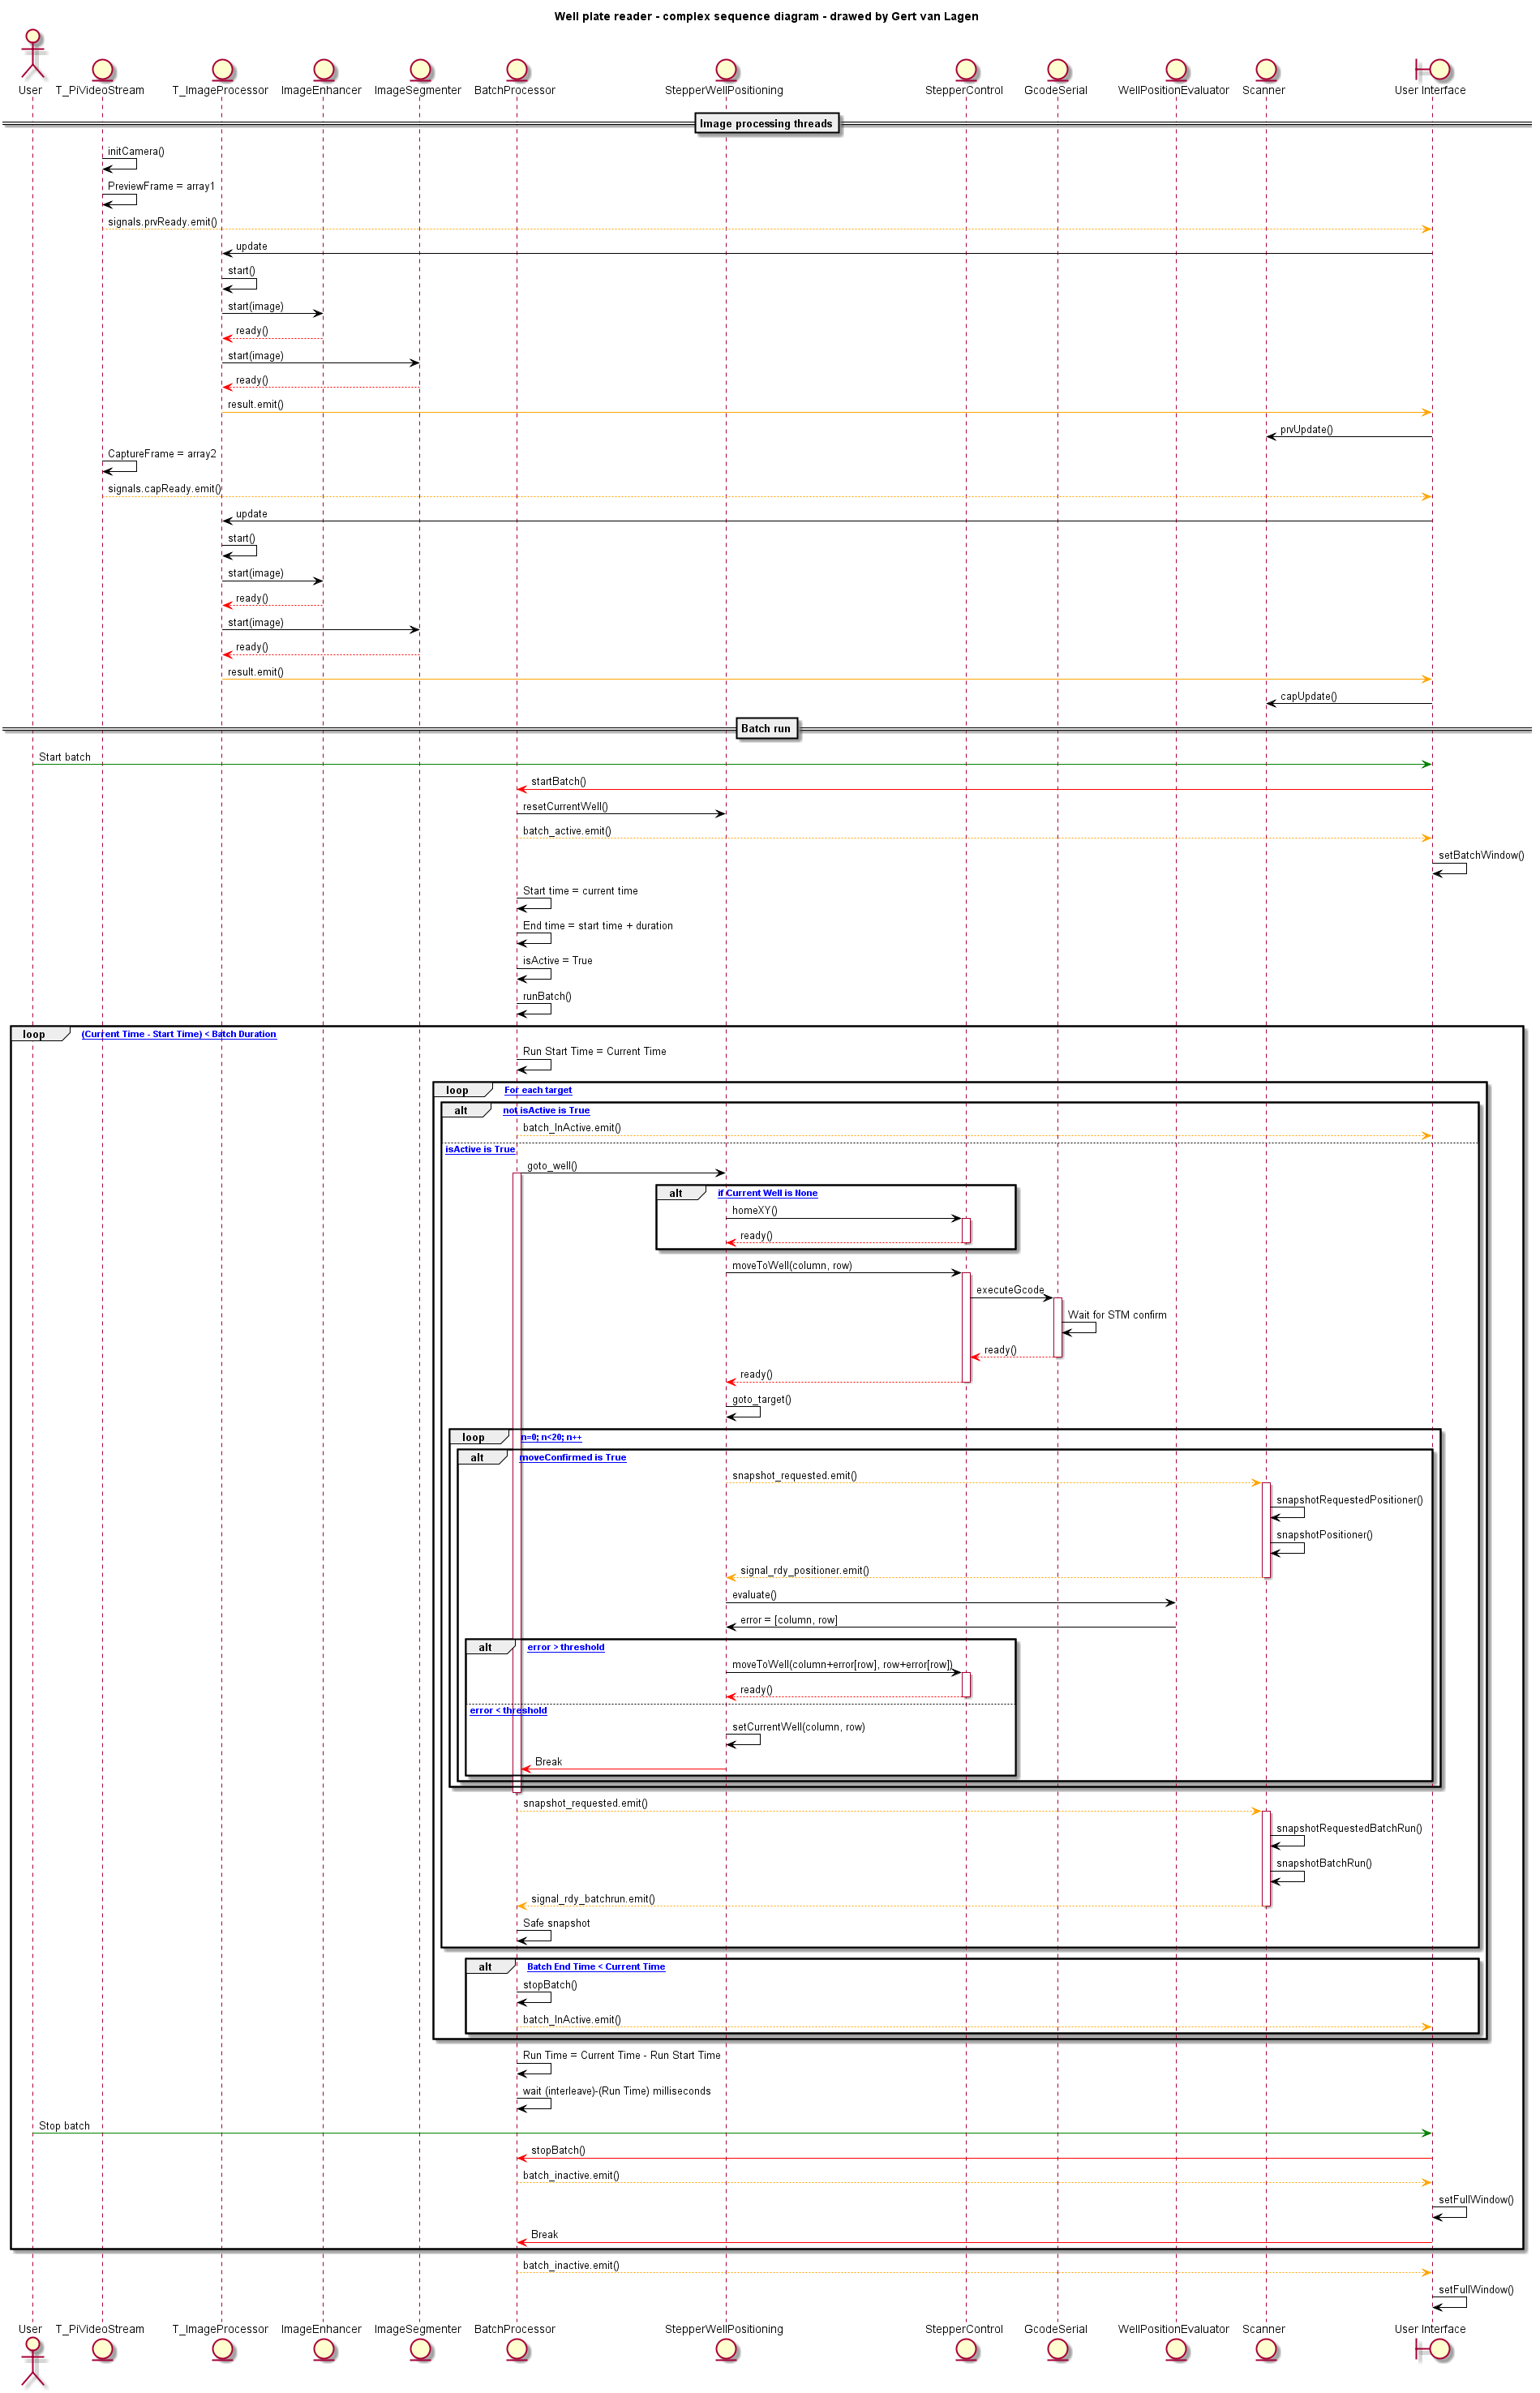 Well plate reader - complex sequence diagram - drawed by Gert van Lagen
User T_PiVideoStream T_ImageProcessor ImageEnhancer ImageSegmenter BatchProcessor StepperWellPositioning StepperControl GcodeSerial WellPositionEvaluator Scanner User Interface
Image processing threads
initCamera()
PreviewFrame = array1
signals.prvReady.emit()
update
start()
start(image)
ready()
start(image)
ready()
result.emit()
prvUpdate()
CaptureFrame = array2
signals.capReady.emit()
update
start()
start(image)
ready()
start(image)
ready()
result.emit()
capUpdate()
Batch run
Start batch
startBatch()
resetCurrentWell()
batch_active.emit()
setBatchWindow()
Start time = current time
End time = start time + duration
isActive = True
runBatch()
loop (Current Time - Start Time) < Batch Duration
Run Start Time = Current Time
loop For each target
alt not isActive is True
batch_InActive.emit()
isActive is True
goto_well()
alt if Current Well is None
homeXY()
ready()
moveToWell(column, row)
executeGcode
Wait for STM confirm
ready()
ready()
goto_target()
loop n=0; n<20; n++
alt moveConfirmed is True
snapshot_requested.emit()
snapshotRequestedPositioner()
snapshotPositioner()
signal_rdy_positioner.emit()
evaluate()
error = [column, row]
alt error > threshold
moveToWell(column+error[row], row+error[row])
ready()
error < threshold
setCurrentWell(column, row)
Break
snapshot_requested.emit()
snapshotRequestedBatchRun()
snapshotBatchRun()
signal_rdy_batchrun.emit()
Safe snapshot
alt Batch End Time < Current Time
stopBatch()
batch_InActive.emit()
Run Time = Current Time - Run Start Time
wait (interleave)-(Run Time) milliseconds
Stop batch
stopBatch()
batch_inactive.emit()
setFullWindow()
Break
batch_inactive.emit()
setFullWindow()
User T_PiVideoStream T_ImageProcessor ImageEnhancer ImageSegmenter BatchProcessor StepperWellPositioning StepperControl GcodeSerial WellPositionEvaluator Scanner User Interface